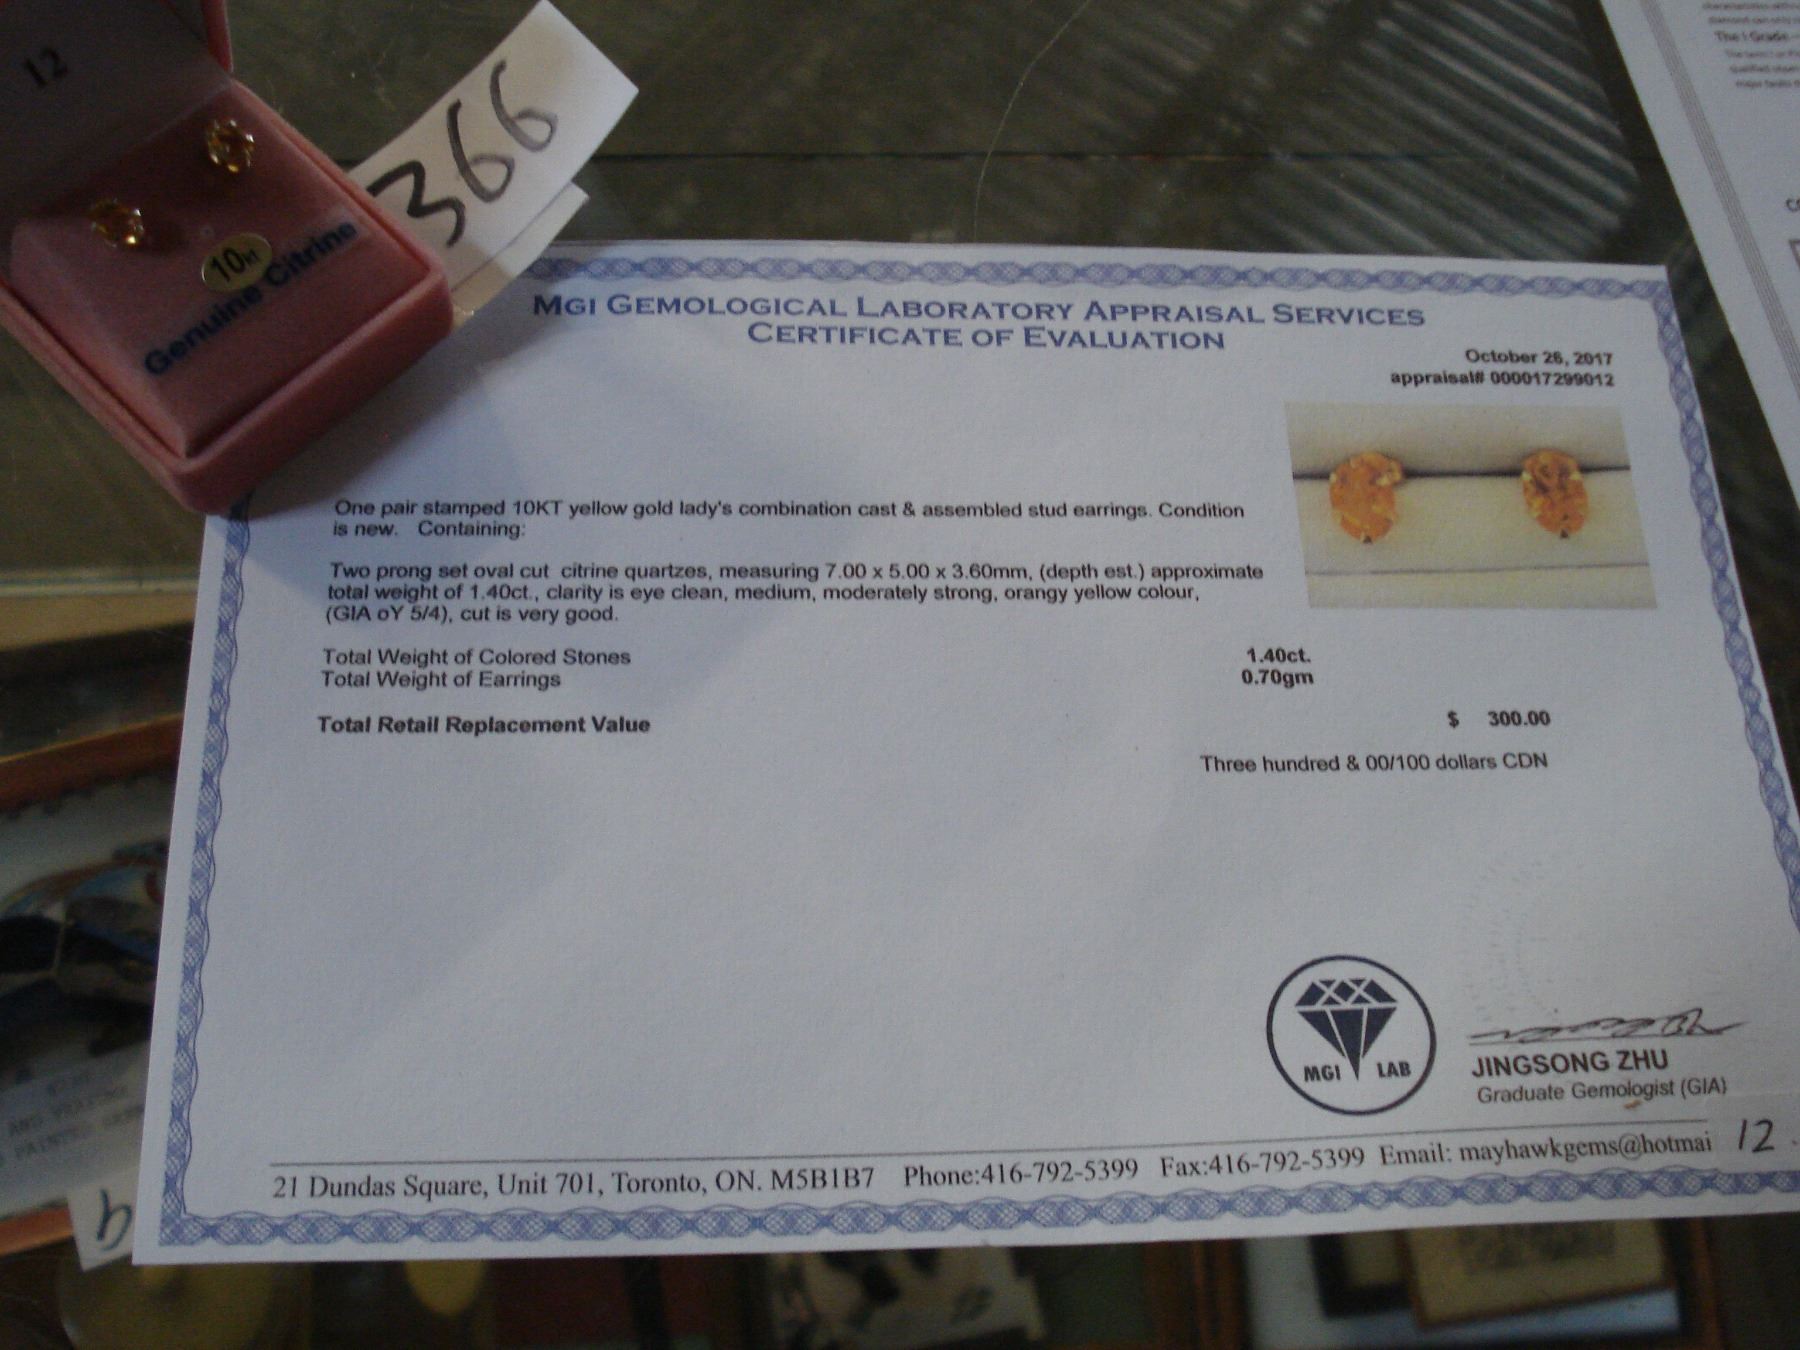 12
366
10KT
Genuine Citrine
MGI GEMOLOGICAL LABORATORY APPRAISAL SERVICES
CERTIFICATE OF EVALUATION
October 26, 2017
appraisal# 000017299012
One pair stamped 10KT yellow gold lady's combination cast & assembled stud earrings. Condition
is new. Containing:
Two prong set oval cut citrine quartzes, measuring 7.00 x 5.00 x 3.60mm, (depth est.) approximate
total weight of 1.40ct., clarity is eye clean, medium, moderately strong, orangy yellow colour,
(GIA oY 5/4), cut is very good.
Total Weight of Colored Stones 1.40ct.
Total Weight of Earrings 0.70gm
Total Retail Replacement Value $ 300.00
Three hundred & 00/100 dollars CDN
MGI LAB
JINGSONG ZHU
Graduate Gemologist (GIA)
21 Dundas Square, Unit 701, Toronto, ON. M5B1B7 Phone:416-792-5399 Fax:416-792-5399 Email: mayhawkgems@hotmai 12
The I Grade